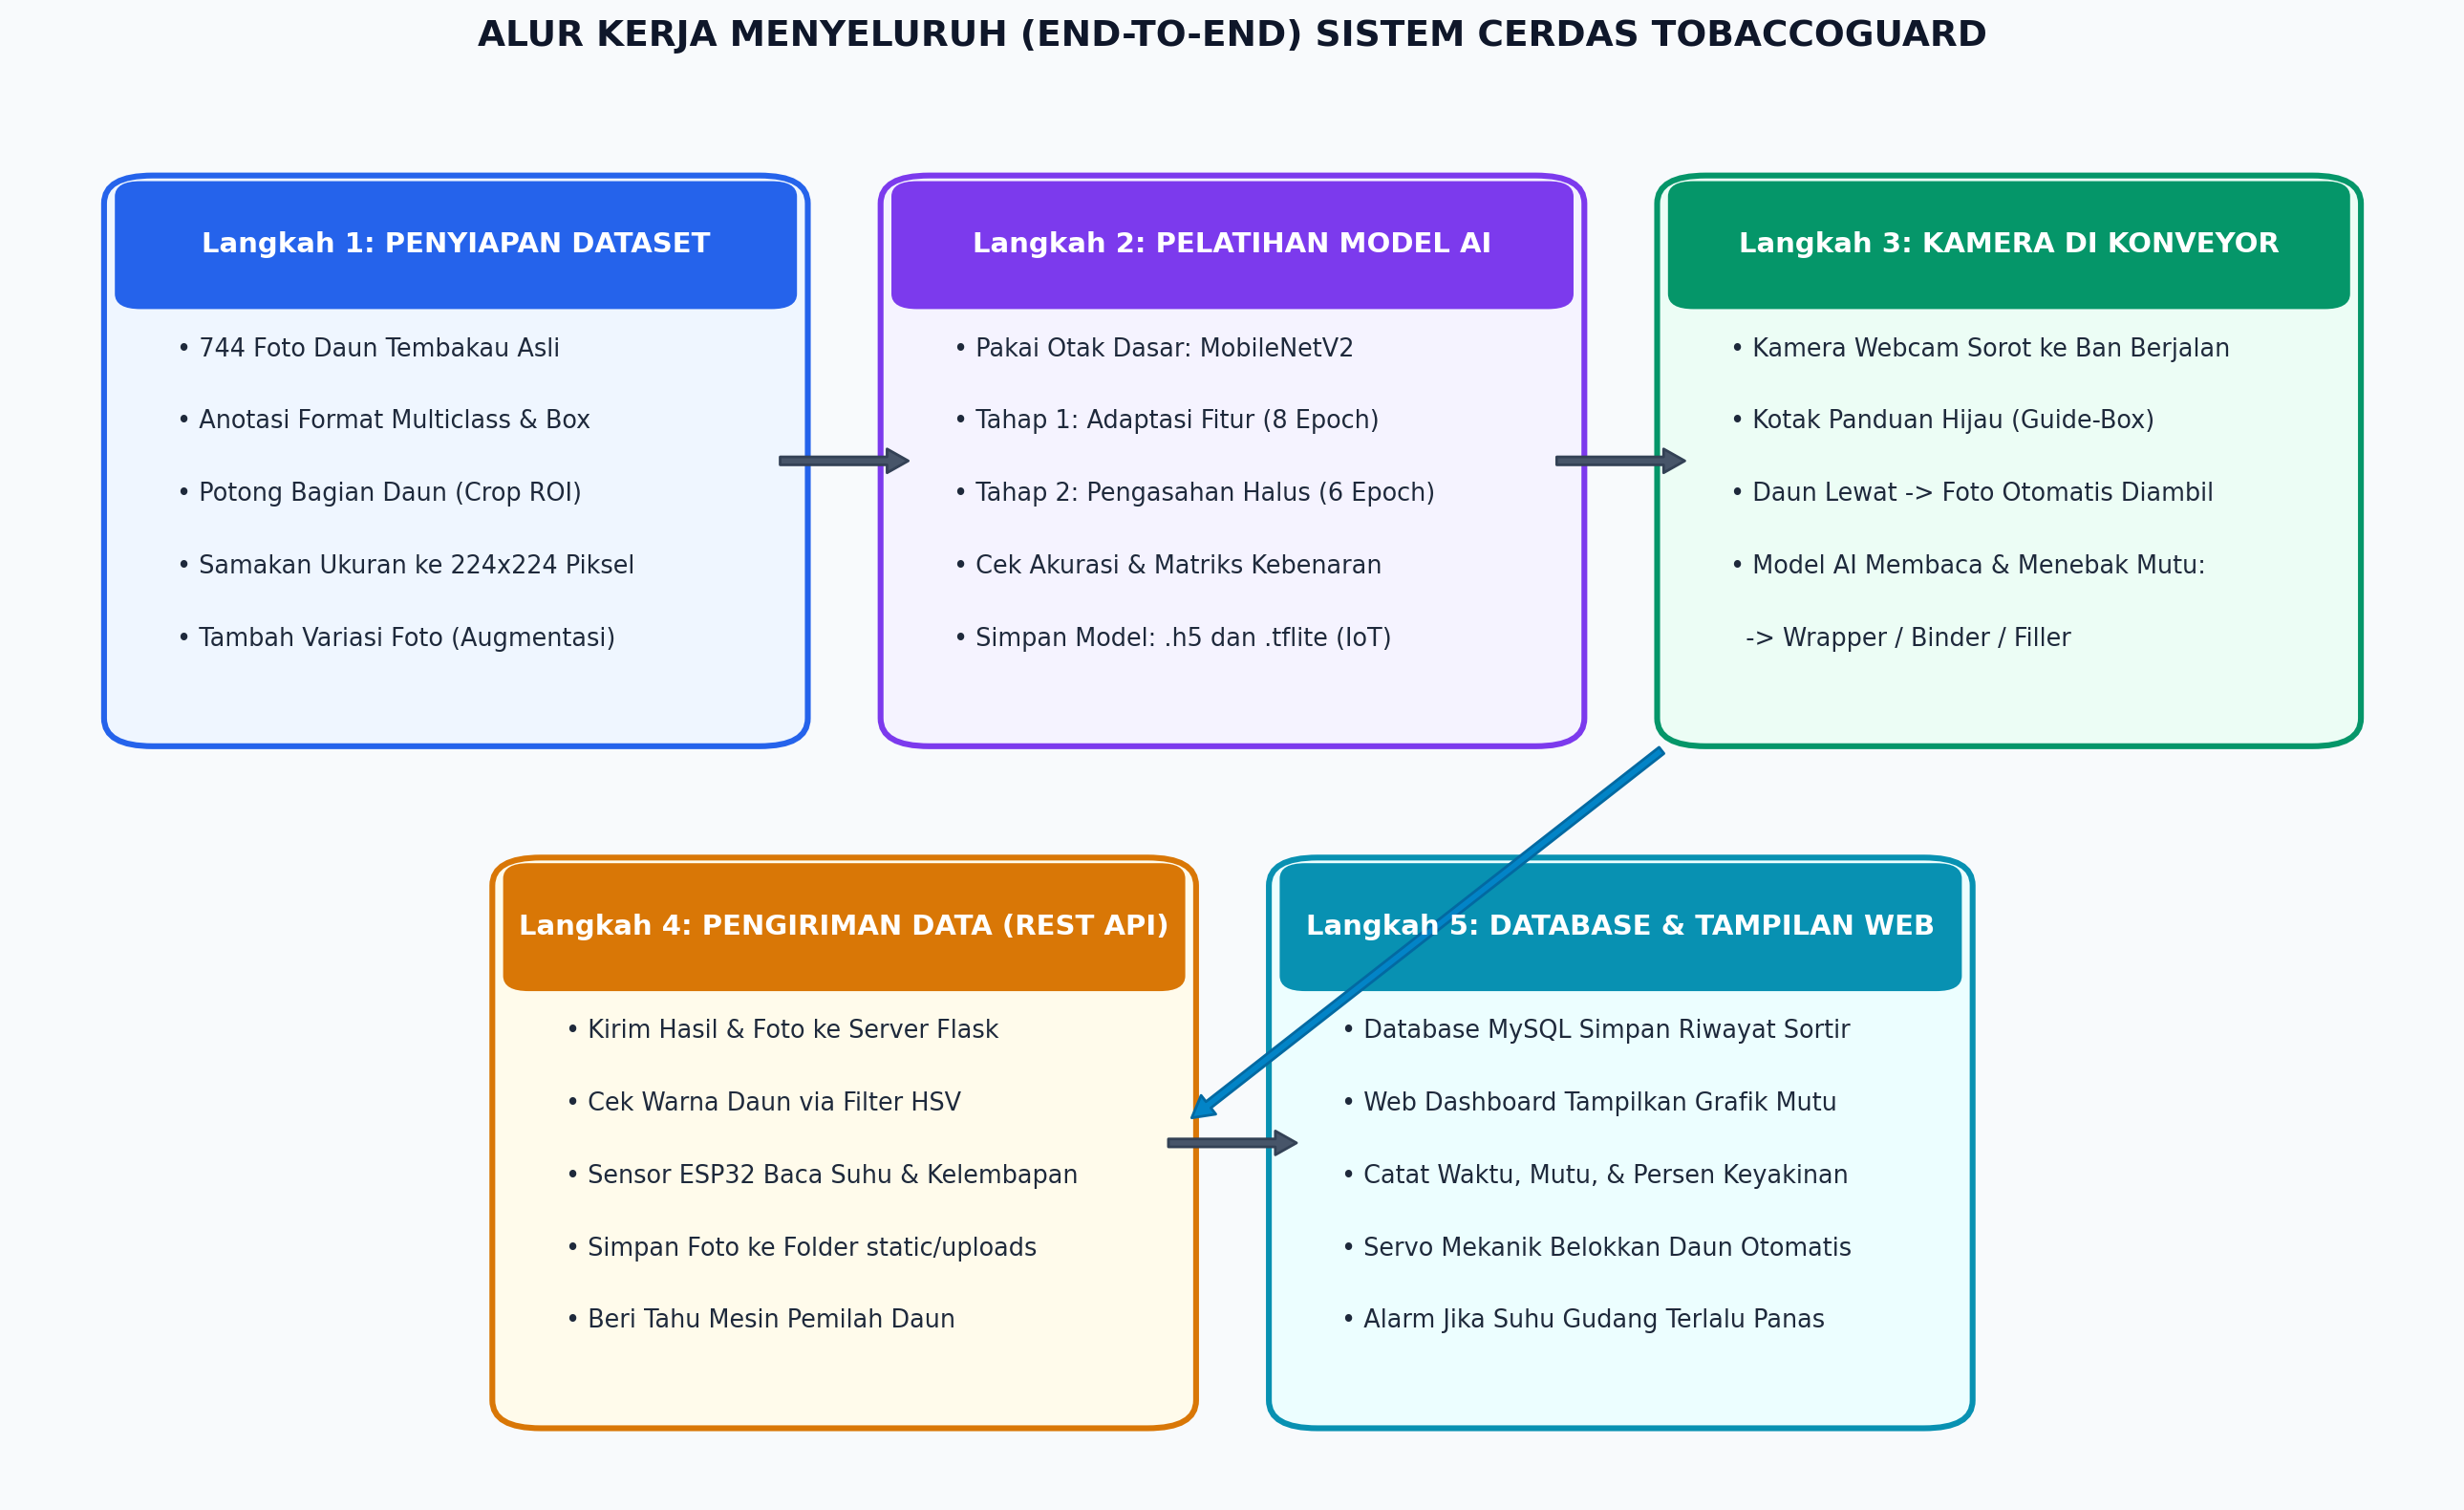 ALUR KERJA MENYELURUH (END-TO-END) SISTEM CERDAS TOBACCOGUARD
Langkah 1: PENYIAPAN DATASET
• 744 Foto Daun Tembakau Asli
• Anotasi Format Multiclass & Box
• Potong Bagian Daun (Crop ROI)
• Samakan Ukuran ke 224x224 Piksel
• Tambah Variasi Foto (Augmentasi)
Langkah 2: PELATIHAN MODEL AI
• Pakai Otak Dasar: MobileNetV2
• Tahap 1: Adaptasi Fitur (8 Epoch)
• Tahap 2: Pengasahan Halus (6 Epoch)
• Cek Akurasi & Matriks Kebenaran
• Simpan Model: .h5 dan .tflite (IoT)
Langkah 3: KAMERA DI KONVEYOR
• Kamera Webcam Sorot ke Ban Berjalan
• Kotak Panduan Hijau (Guide-Box)
• Daun Lewat -> Foto Otomatis Diambil
• Model AI Membaca & Menebak Mutu:
-> Wrapper / Binder / Filler
Langkah 4: PENGIRIMAN DATA (REST API)
• Kirim Hasil & Foto ke Server Flask
• Cek Warna Daun via Filter HSV
• Sensor ESP32 Baca Suhu & Kelembapan
• Simpan Foto ke Folder static/uploads
• Beri Tahu Mesin Pemilah Daun
Langkah 5: DATABASE & TAMPILAN WEB
• Database MySQL Simpan Riwayat Sortir
• Web Dashboard Tampilkan Grafik Mutu
• Catat Waktu, Mutu, & Persen Keyakinan
• Servo Mekanik Belokkan Daun Otomatis
• Alarm Jika Suhu Gudang Terlalu Panas